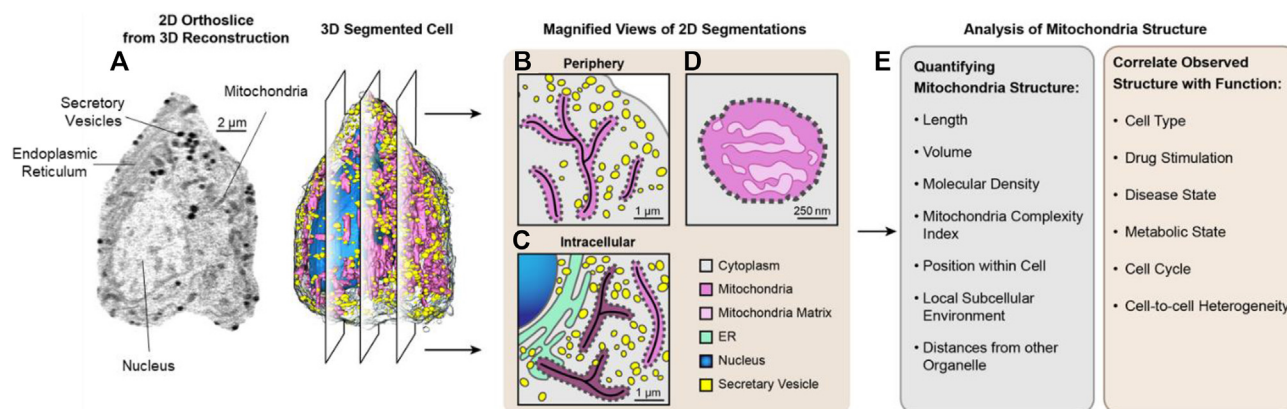 2D Orthoslice
from 3D Reconstruction
A
Secretory
Vesicles
Mitochondria
2 µm
Endoplasmic
Reticulum
Nucleus
3D Segmented Cell
Magnified Views of 2D Segmentations
B
Periphery
1 µm
D
250 nm
C
Intracellular
1 µm
Cytoplasm
Mitochondria
Mitochondria Matrix
ER
Nucleus
Secretary Vesicle
Analysis of Mitochondria Structure
E
Quantifying
Mitochondria Structure:
• Length
• Volume
• Molecular Density
• Mitochondria Complexity
Index
• Position within Cell
• Local Subcellular
Environment
• Distances from other
Organelle
Correlate Observed
Structure with Function:
• Cell Type
• Drug Stimulation
• Disease State
• Metabolic State
• Cell Cycle
• Cell-to-cell Heterogeneity